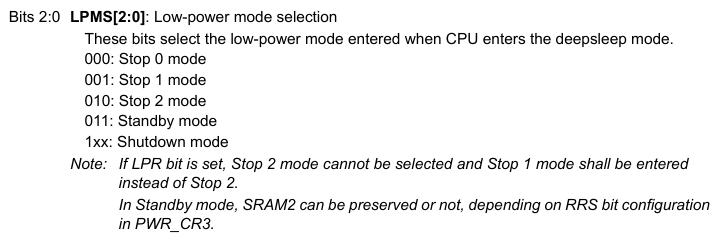 Bits 2:0 LPMS[2:0]: Low-power mode selection
These bits select the low-power mode entered when CPU enters the deepsleep mode.
000: Stop 0 mode
001: Stop 1 mode
010: Stop 2 mode
011: Standby mode
1xx: Shutdown mode
Note: If LPR bit is set, Stop 2 mode cannot be selected and Stop 1 mode shall be entered
instead of Stop 2.
In Standby mode, SRAM2 can be preserved or not, depending on RRS bit configuration
in PWR_CR3.